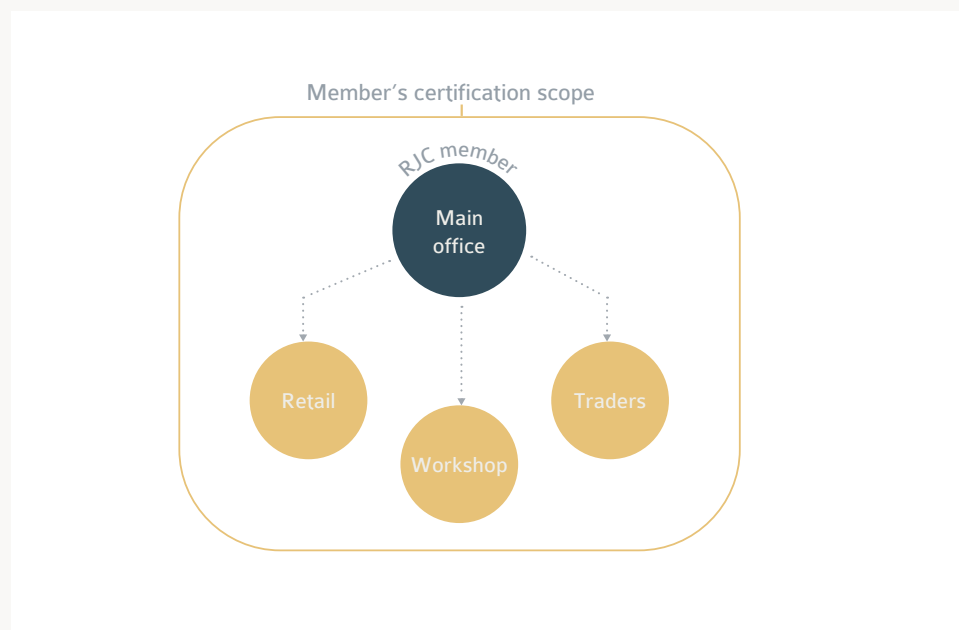 Member's certification scope
RJC member
Main
office
Retail
Traders
Workshop